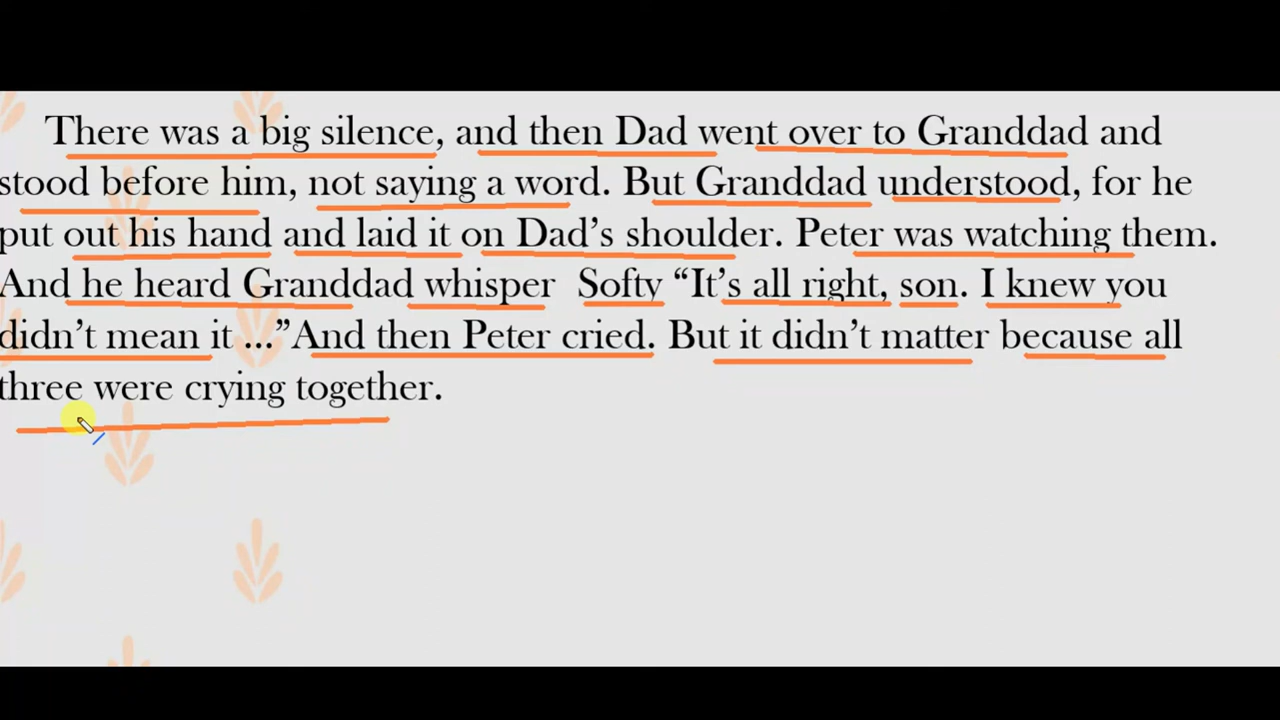 There was a big silence, and then Dad went over to Granddad and
stood before him, not saying a word. But Granddad understood, for he
put out his hand and laid it on Dad’s shoulder. Peter was watching them.
And he heard Granddad whisper Softy “It’s all right, son. I knew you
didn’t mean it ...”And then Peter cried. But it didn’t matter because all
three were crying together.